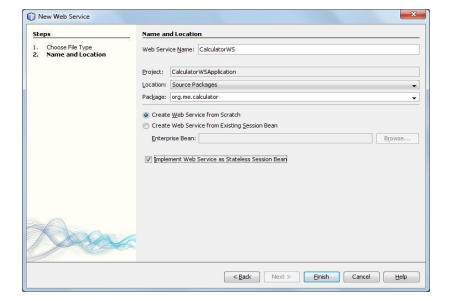 New Web Service
Steps
1. Choose File Type
2. Name and Location
Name and Location
Web Service Name: CalculatorWS
Project: CalculatorWSApplication
Location: Source Packages
Package: org.me.calculator
Create Web Service from Scratch
Create Web Service from Existing Session Bean
Enterprise Bean: Browse...
Implement Web Service as Stateless Session Bean
< Back Next > Finish Cancel Help